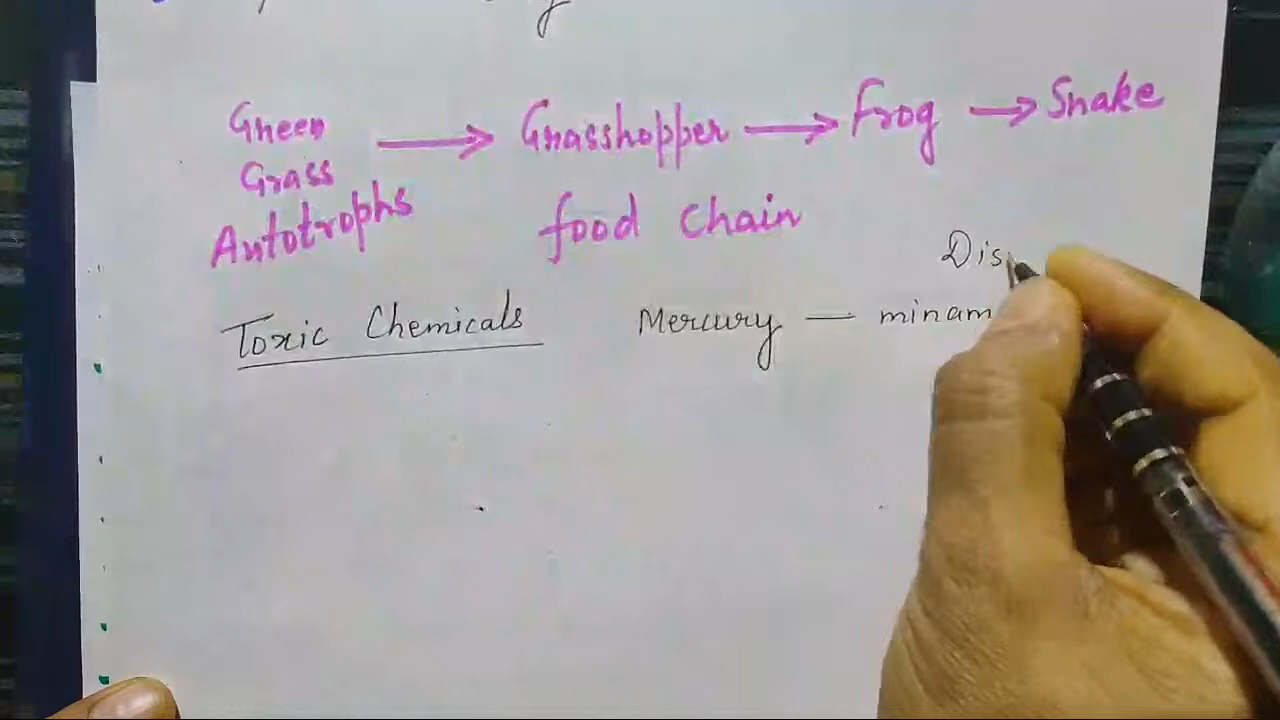 Green Grass Autotrophs → Grasshopper → Frog → Snake
food chain
Dis
Toxic Chemicals Mercury — minam